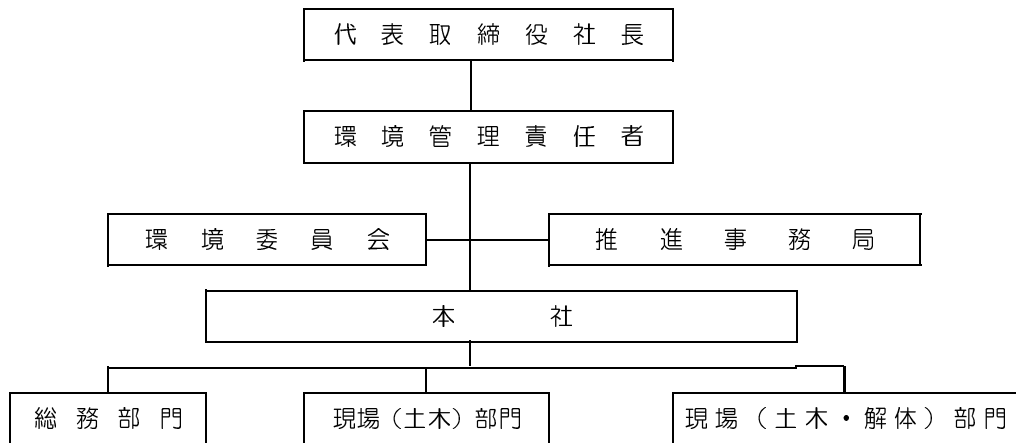 代表取締役社長
環境管理責任者
環境委員会
推進事務局
本社
総務部門
現場（土木）部門
現場（土木・解体）部門